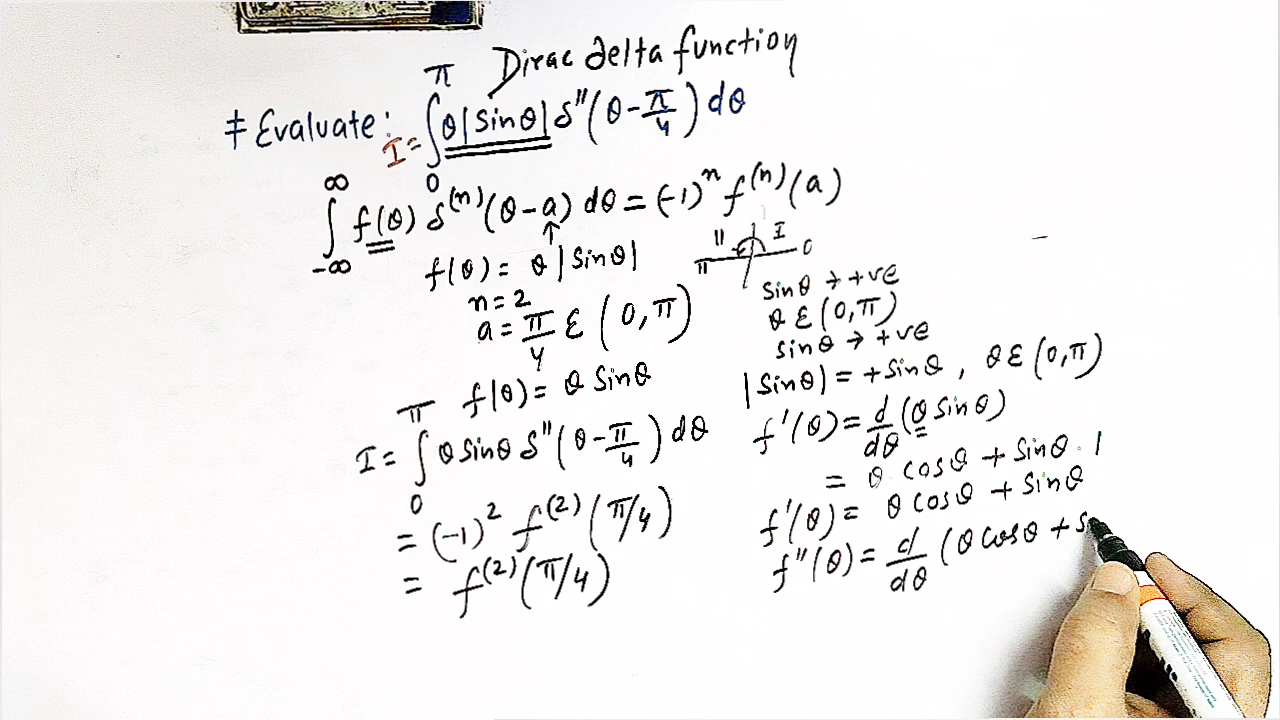 Dirac delta function
# Evaluate: I = ∫₀^π θ|Sinθ| δ''(θ - π/4) dθ
∫_{-∞}^{∞} f(θ) δ^(n)(θ - a) dθ = (-1)^n f^(n)(a)
f(θ) = θ |Sinθ|
n = 2
a = π/4 ε (0, π)
f(θ) = θ Sinθ
I = ∫₀^π θ Sinθ δ''(θ - π/4) dθ
= (-1)^2 f^(2)(π/4)
= f^(2)(π/4)
II I
π 0
Sinθ → +ve
θ ε (0, π)
sinθ → +ve
|Sinθ| = +Sinθ , θ ε (0, π)
f'(θ) = d/dθ (θ Sinθ)
= θ cosθ + Sinθ . 1
f'(θ) = θ cosθ + Sinθ
f''(θ) = d/dθ (θ Cosθ + S